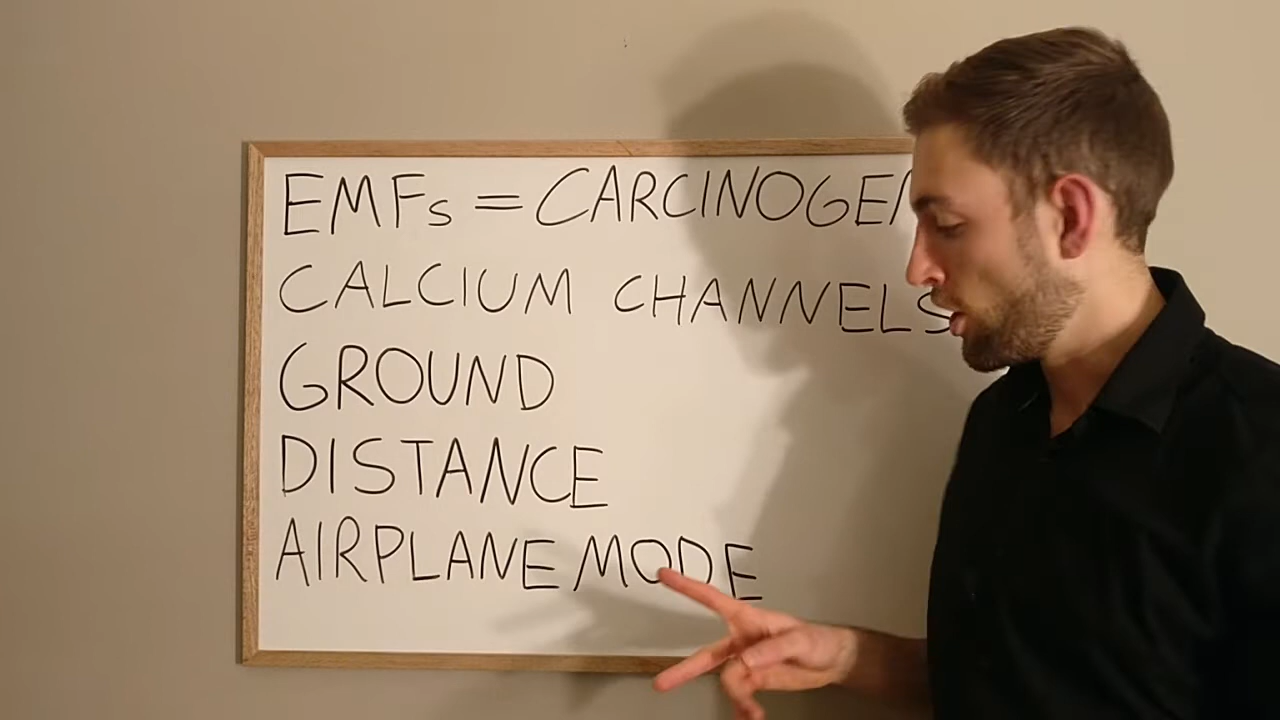 EMFs = CARCINOGEN
CALCIUM CHANNELS
GROUND
DISTANCE
AIRPLANE MODE